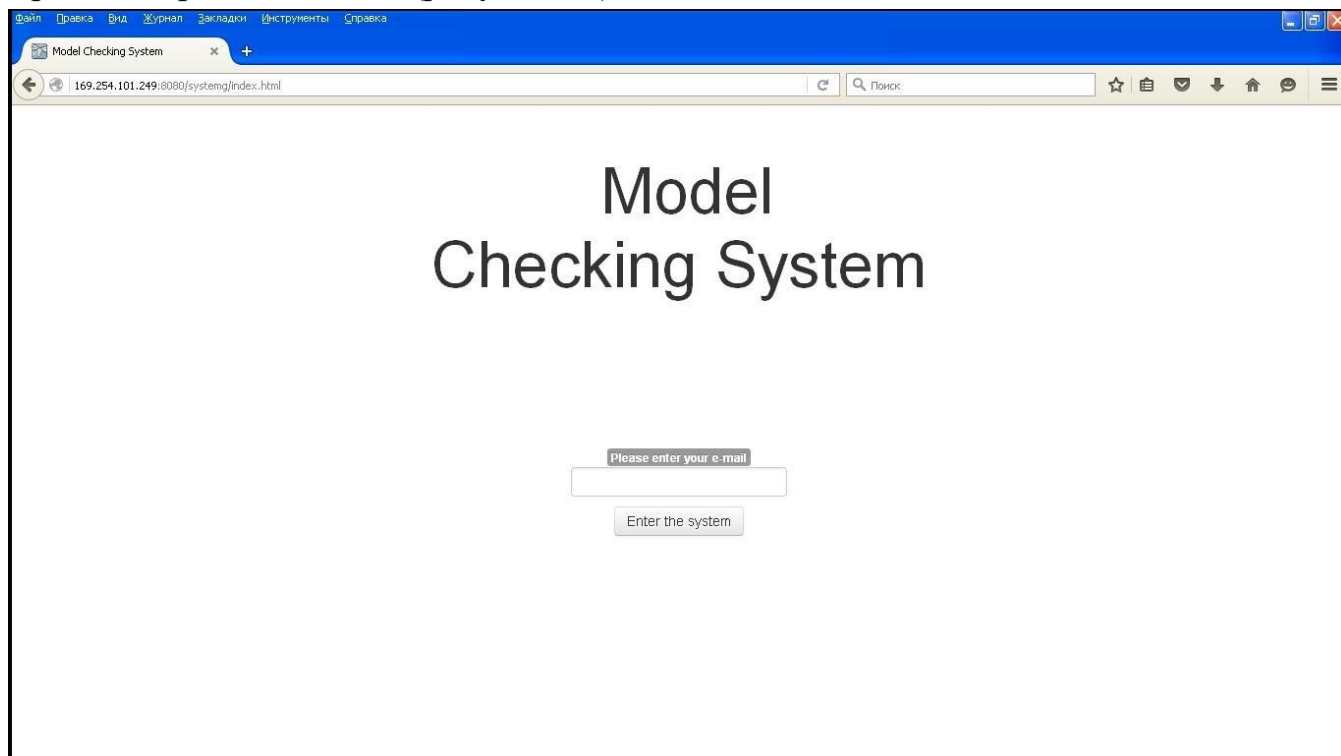 Файл Правка Вид Журнал Закладки Инструменты Справка
Model Checking System
169.254.101.249:8080/systemg/index.html
Поиск
Model
Checking System
Please enter your e-mail
Enter the system